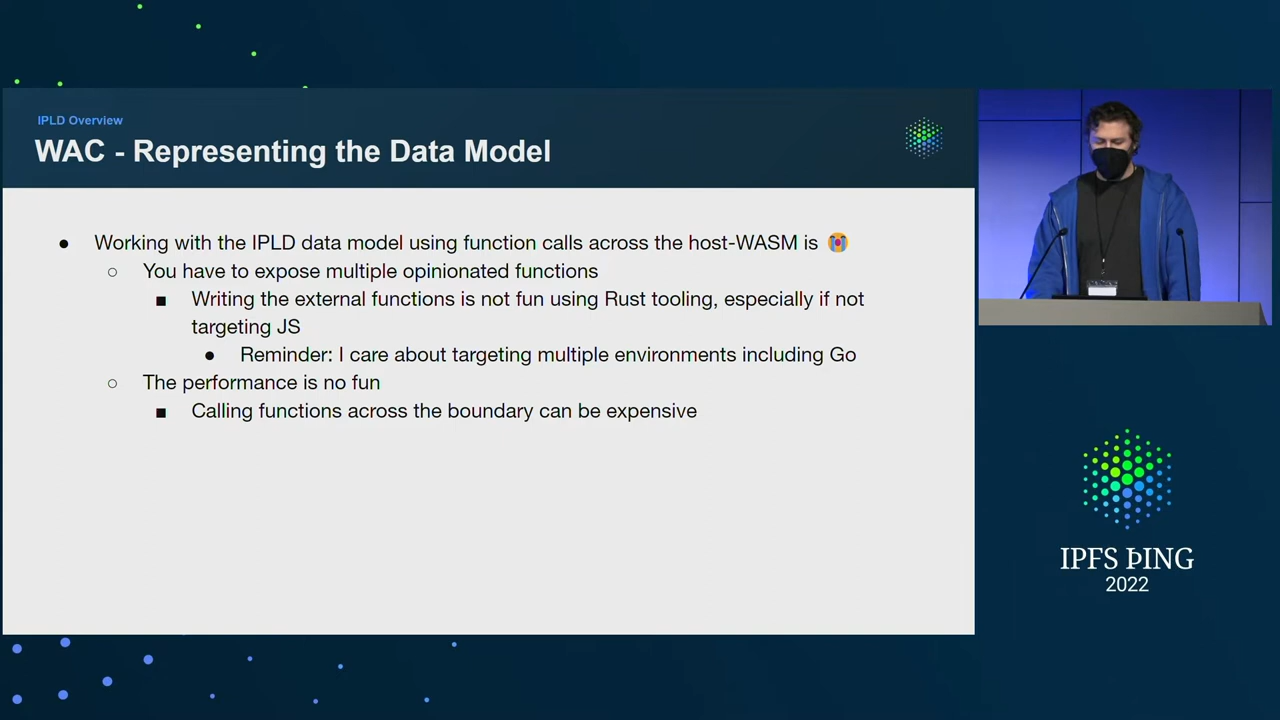 IPLD Overview
WAC - Representing the Data Model
● Working with the IPLD data model using function calls across the host-WASM is 😭
○ You have to expose multiple opinionated functions
■ Writing the external functions is not fun using Rust tooling, especially if not
targeting JS
● Reminder: I care about targeting multiple environments including Go
○ The performance is no fun
■ Calling functions across the boundary can be expensive
IPFS ÞING
2022